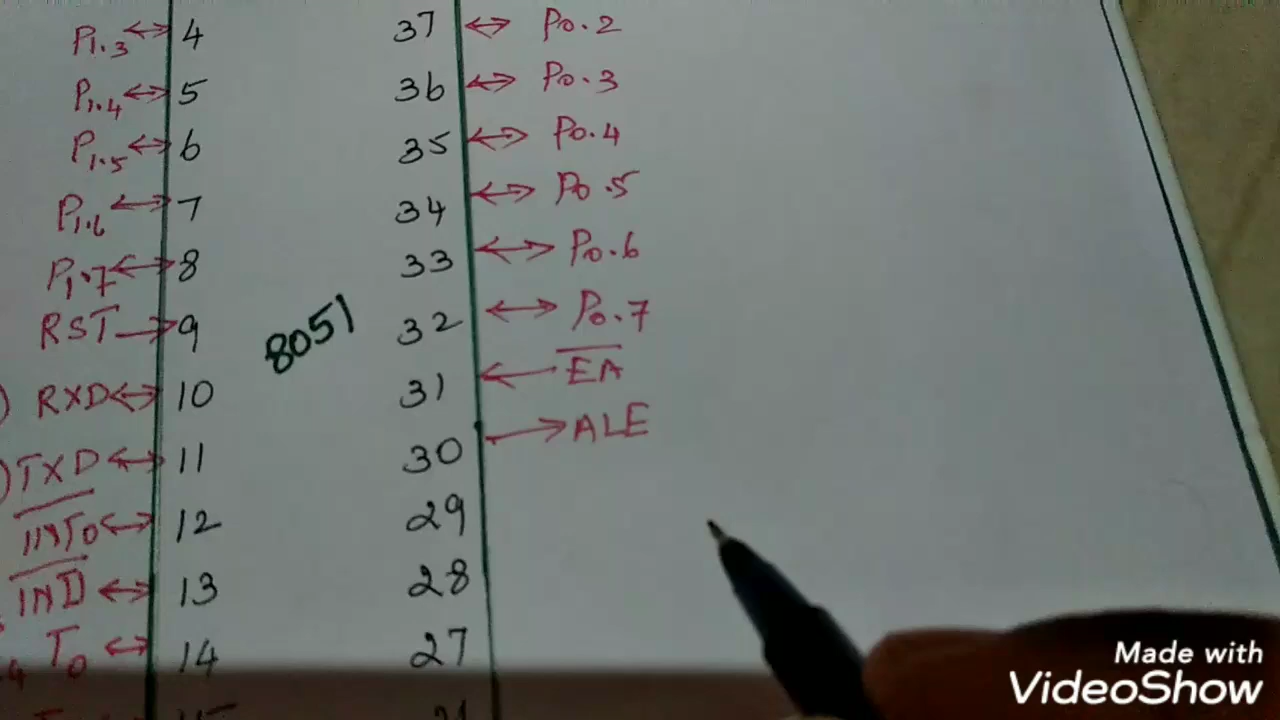 P1.3 ↔ 4 37 ↔ P0.2
P1.4 ↔ 5 36 ↔ P0.3
P1.5 ↔ 6 35 ↔ P0.4
P1.6 ↔ 7 34 ↔ P0.5
P1.7 ↔ 8 33 ↔ P0.6
RST → 9 8051 32 ↔ P0.7
) RXD ↔ 10 31 ← EA
) TXD ↔ 11 30 → ALE
INT0 ↔ 12 29
↔ 13 28
4 T0 ↔ 14 27
Made with
VideoShow